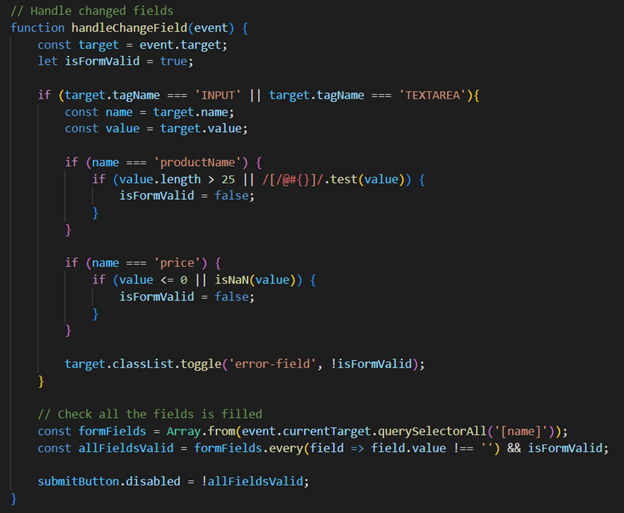 // Handle changed fields
function handleChangeField(event) {
    const target = event.target;
    let isFormValid = true;

    if (target.tagName === 'INPUT' || target.tagName === 'TEXTAREA'){
        const name = target.name;
        const value = target.value;

        if (name === 'productName') {
            if (value.length > 25 || /[/@#{}]/.test(value)) {
                isFormValid = false;
            }
        }

        if (name === 'price') {
            if (value <= 0 || isNaN(value)) {
                isFormValid = false;
            }
        }

        target.classList.toggle('error-field', !isFormValid);
    }

    // Check all the fields is filled
    const formFields = Array.from(event.currentTarget.querySelectorAll('[name]'));
    const allFieldsValid = formFields.every(field => field.value !== '') && isFormValid;

    submitButton.disabled = !allFieldsValid;
}